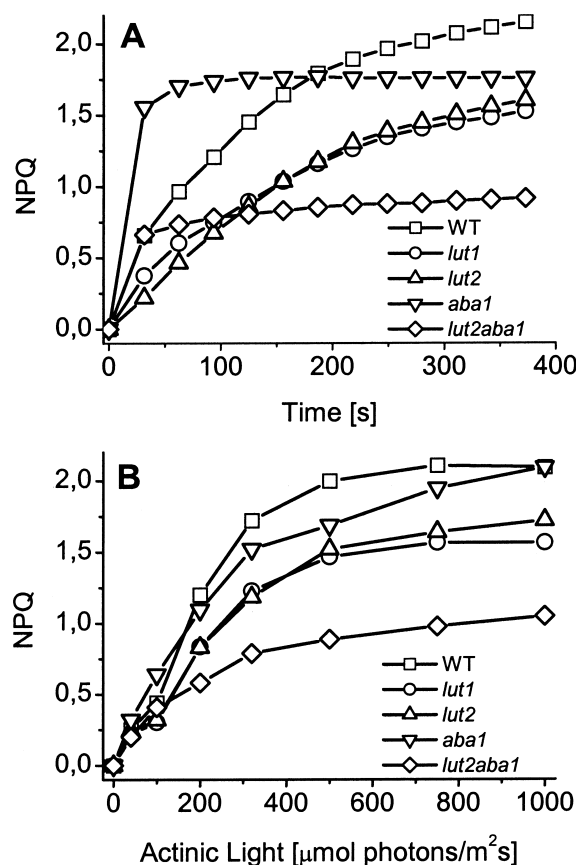 A
NPQ
2,0
1,5
1,0
0,5
0,0
WT
lut1
lut2
aba1
lut2aba1
0 100 200 300 400
Time [s]
B
NPQ
2,0
1,5
1,0
0,5
0,0
WT
lut1
lut2
aba1
lut2aba1
0 200 400 600 800 1000
Actinic Light [μmol photons/m²s]